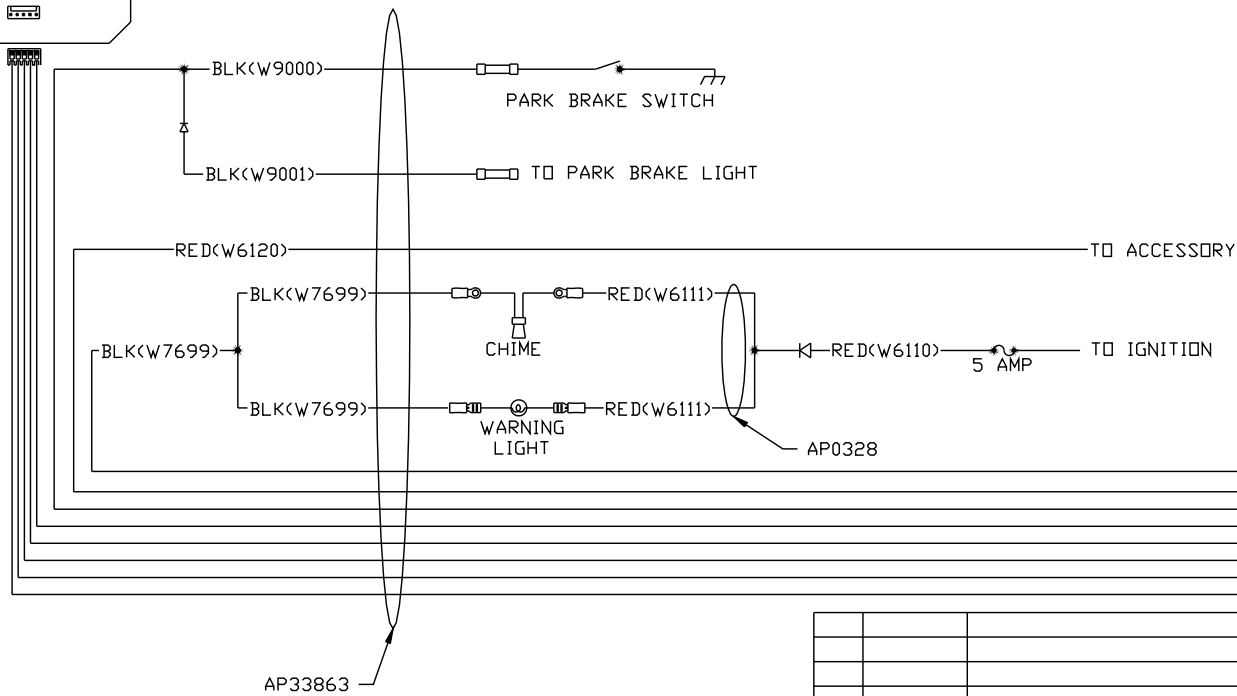 BLK(W9000)
PARK BRAKE SWITCH
BLK(W9001)
TO PARK BRAKE LIGHT
RED(W6120)
TO ACCESSORY
BLK(W7699)
RED(W6111)
CHIME
BLK(W7699)
RED(W6110)
5 AMP
TO IGNITION
BLK(W7699)
RED(W6111)
WARNING
LIGHT
AP0328
AP33863